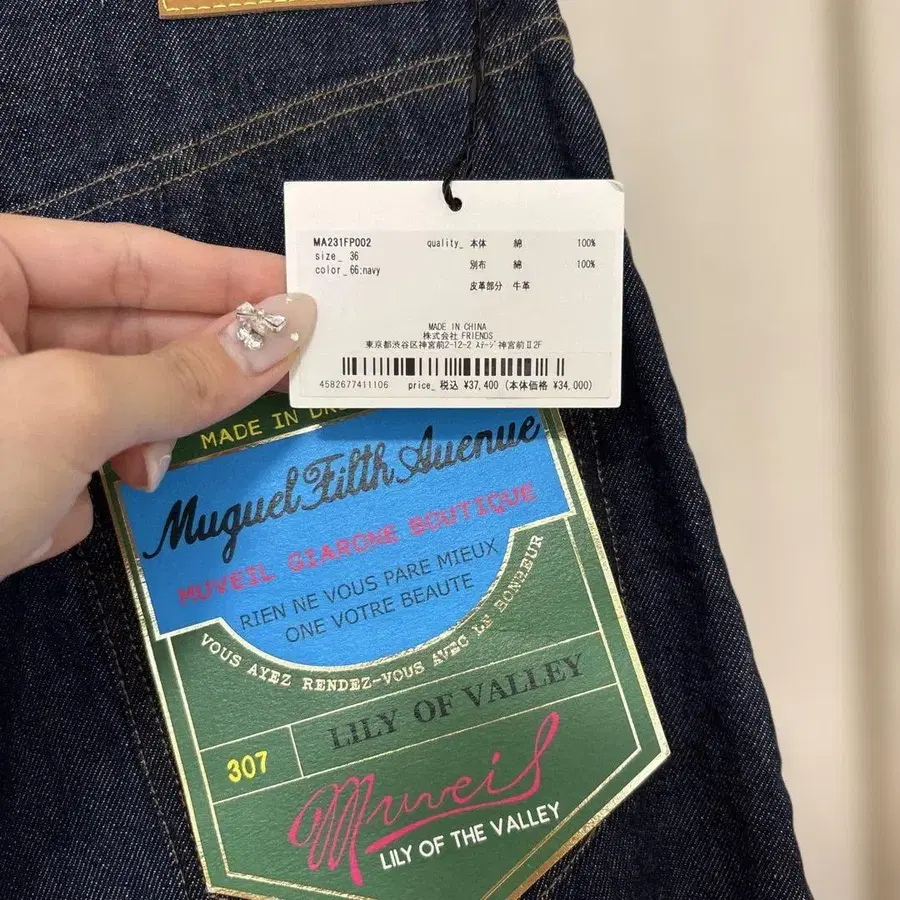 MA231FP002
size_ 36
color_ 66:navy
quality_ 本体 綿 100%
別布 綿 100%
皮革部分 牛革
MADE IN CHINA
株式会社 FRIENDS
東京都渋谷区神宮前2-12-2 ｽﾃｰｼﾞ神宮前Ⅱ2F
4582677411106 price_ 税込 ¥37,400 (本体価格 ¥34,000)
MADE IN
Muguel Filth Auenue
MUVEIL GIARONE BOUTIQUE
RIEN NE VOUS PARE MIEUX
ONE VOTRE BEAUTE
VOUS AYEZ RENDEZ-VOUS AVEC LE BONHEUR
LILY OF VALLEY
307
Muveil
LILY OF THE VALLEY